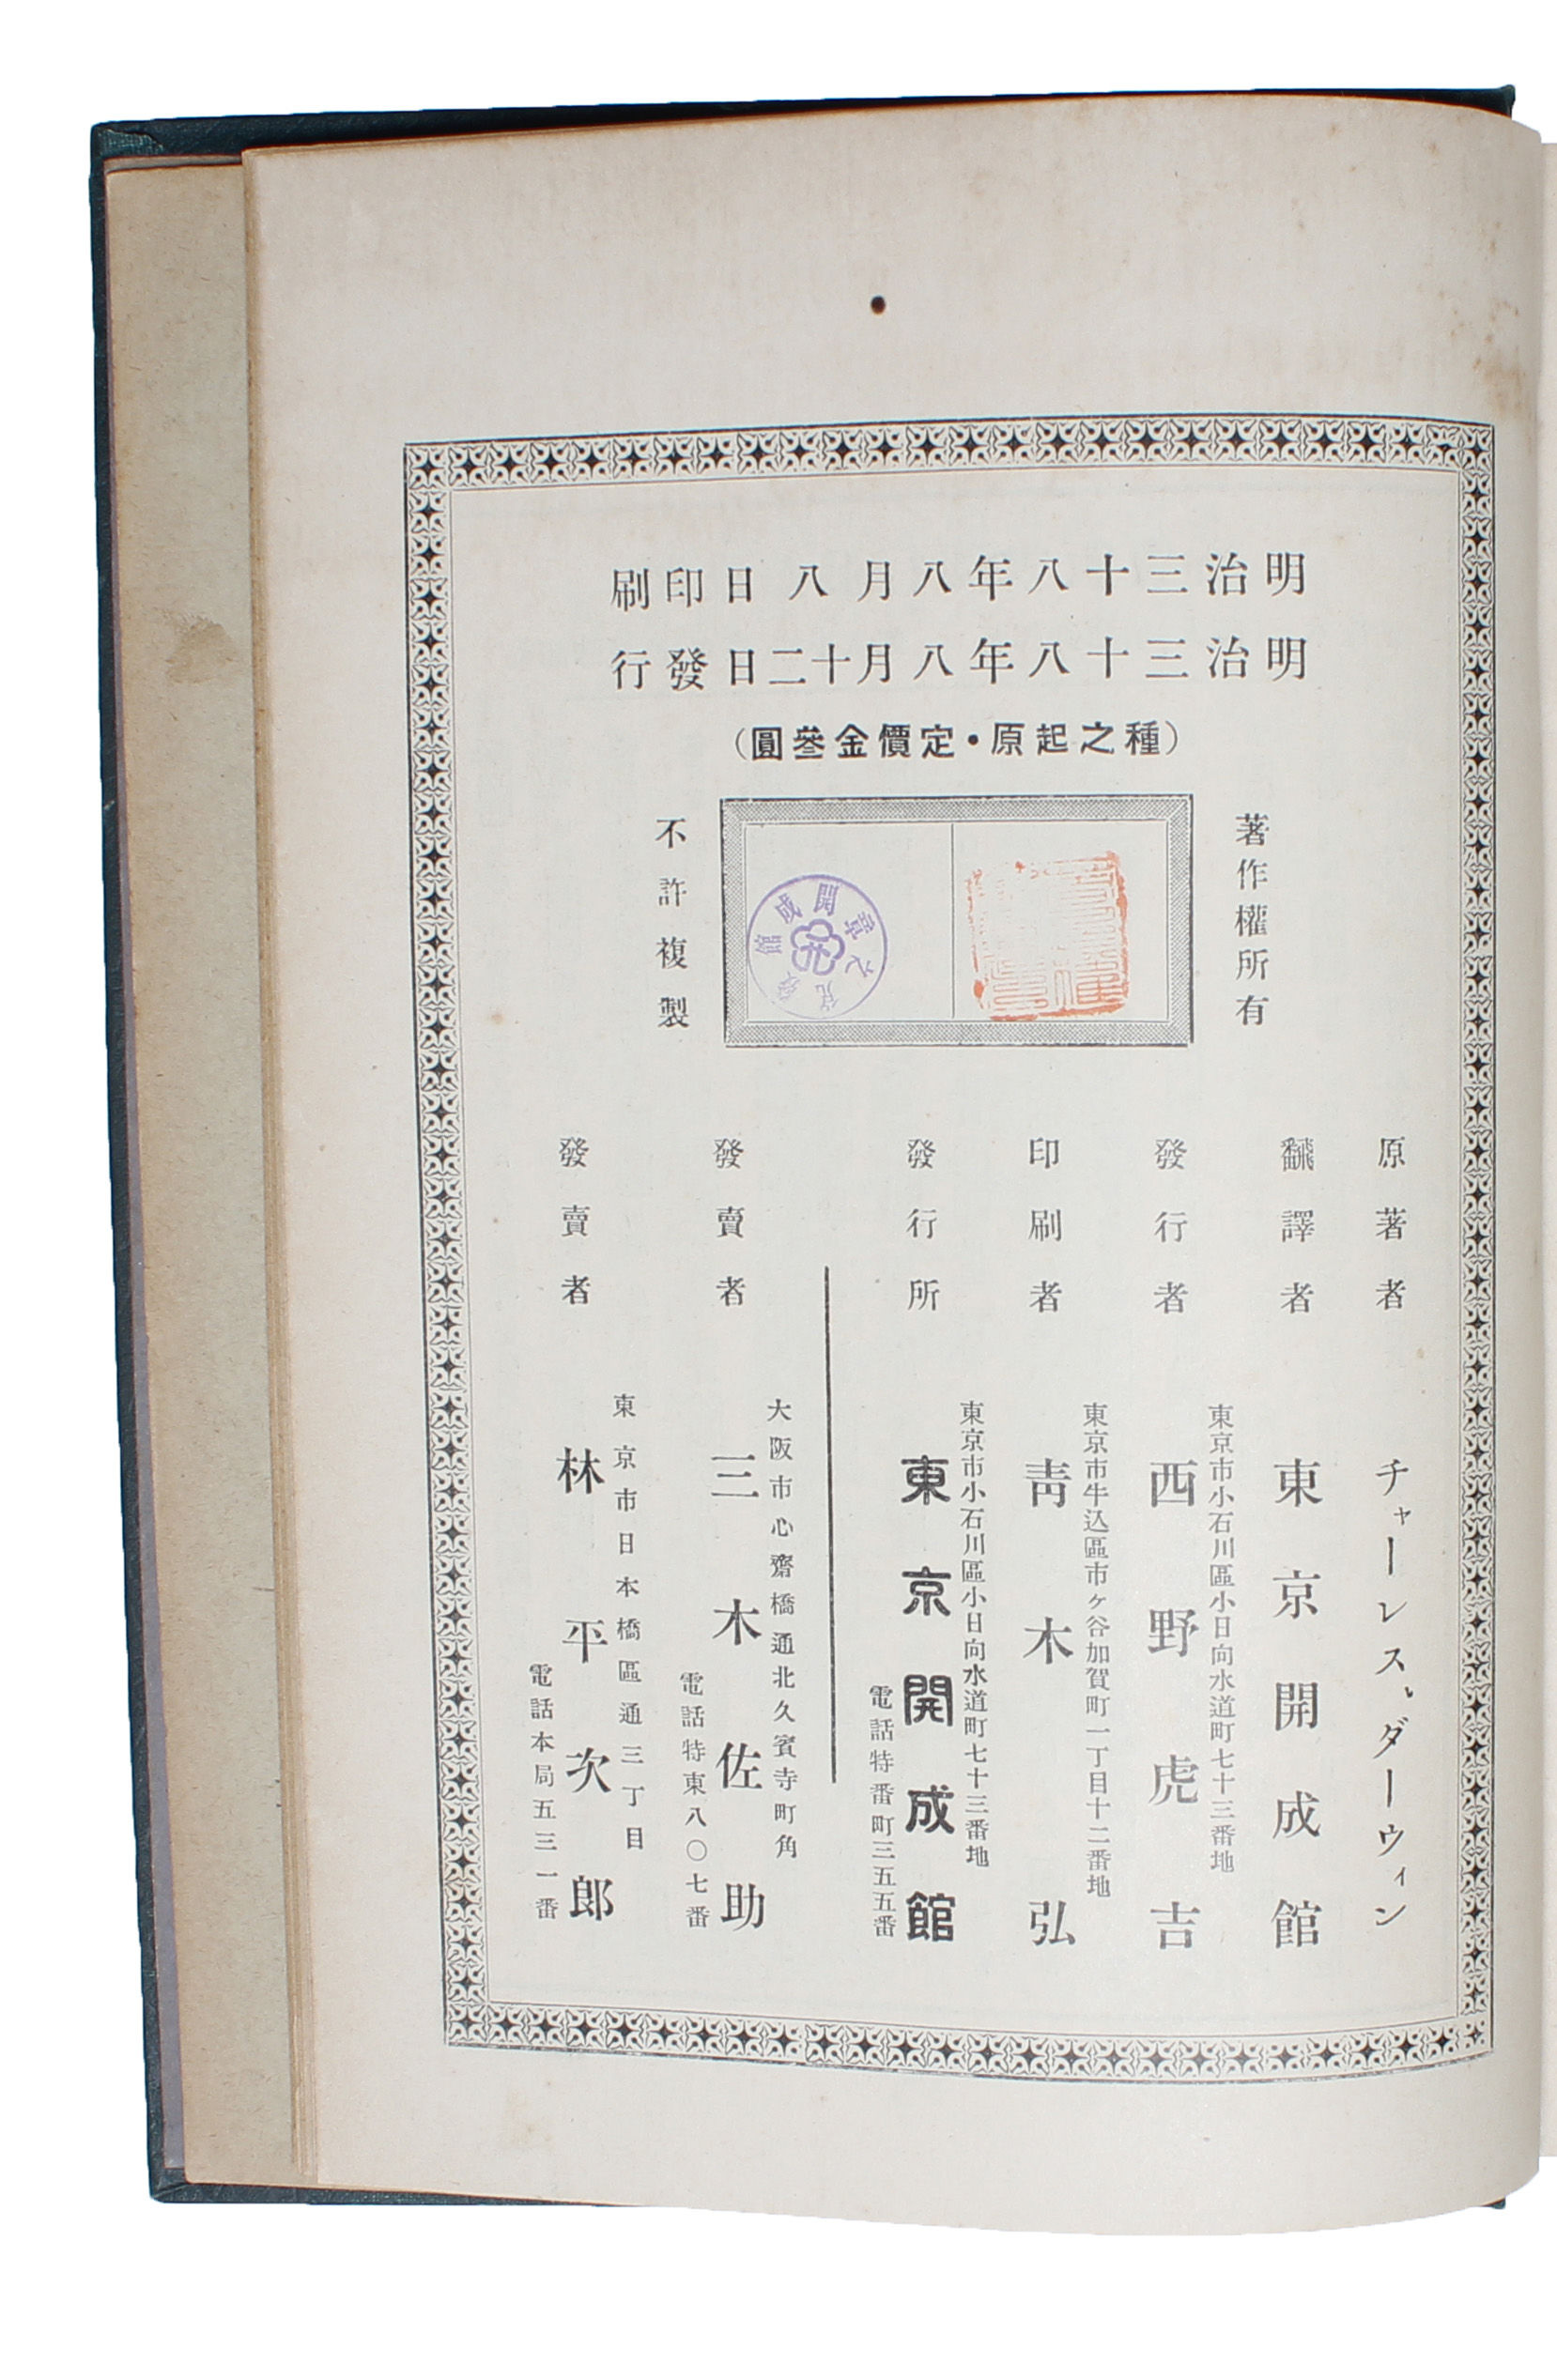 明治三十八年八月八日印刷
明治三十八年八月十二日發行
(種之起原・定價金叄圓)
著作權所有
開成館
發兌
之章
不許複製
原著者
チャーレス、ダーウィン
飜譯者
東京開成館
發行者
東京市小石川區小日向水道町七十三番地
西野虎吉
印刷者
東京市牛込區市ヶ谷加賀町一丁目十二番地
靑木弘
發行所
東京市小石川區小日向水道町七十三番地
東京開成館
電話特番町三五五番
發賣者
大阪市心齋橋通北久寳寺町角
三木佐助
電話特東八〇七番
發賣者
東京市日本橋區通三丁目
林平次郎
電話本局五三一番